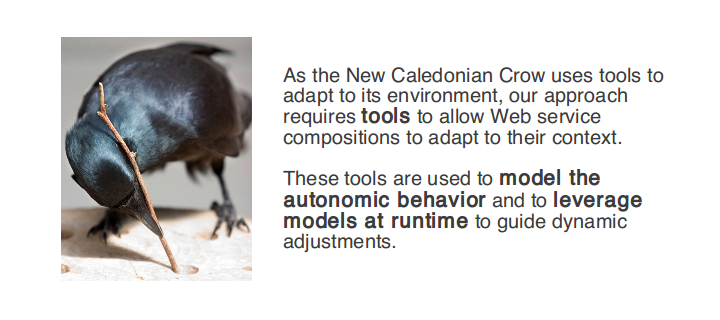 As the New Caledonian Crow uses tools to
adapt to its environment, our approach
requires tools to allow Web service
compositions to adapt to their context.
These tools are used to model the
autonomic behavior and to leverage
models at runtime to guide dynamic
adjustments.